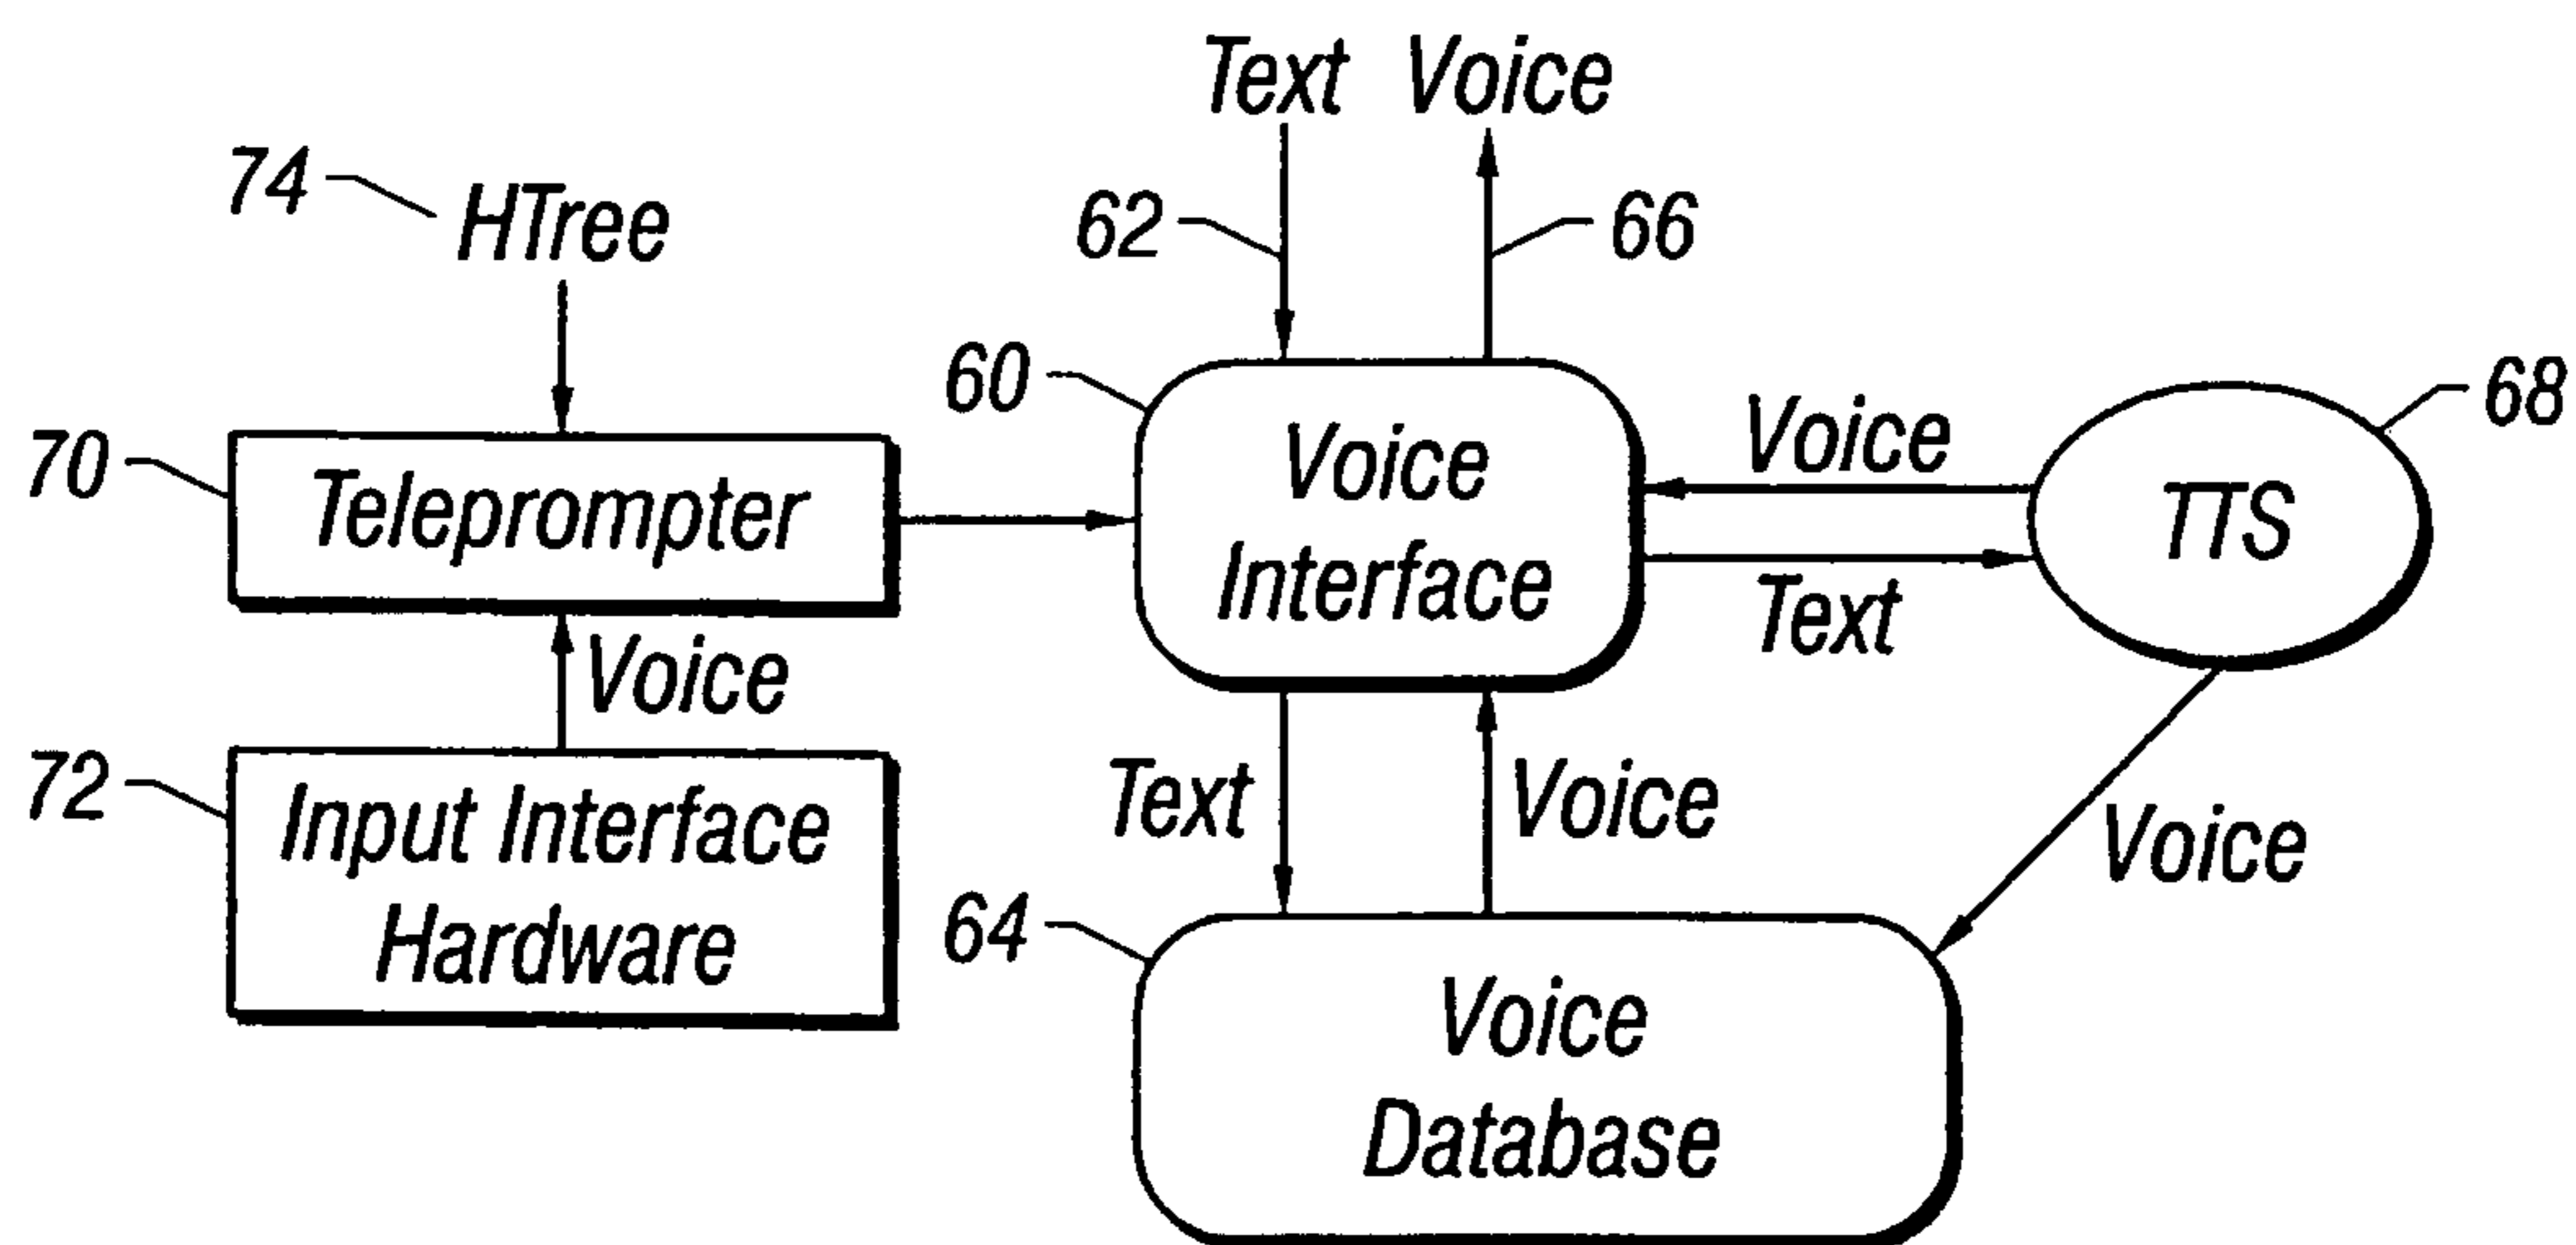 Text Voice
74
HTree
62
66
60
68
Voice
Interface
Voice
Text
TTS
70
Teleprompter
Voice
72
Input Interface
Hardware
Text
Voice
Voice
64
Voice
Database